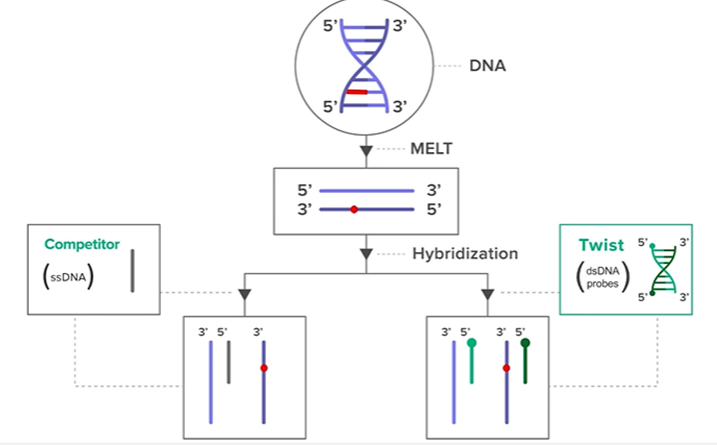 5’ 3’
DNA
5’ 3’
MELT
5’ 3’
3’ 5’
Competitor
(ssDNA)
Hybridization
Twist
(dsDNA
probes)
5’ 3’
5’ 3’
3’ 5’ 3’
3’ 5’ 3’ 5’